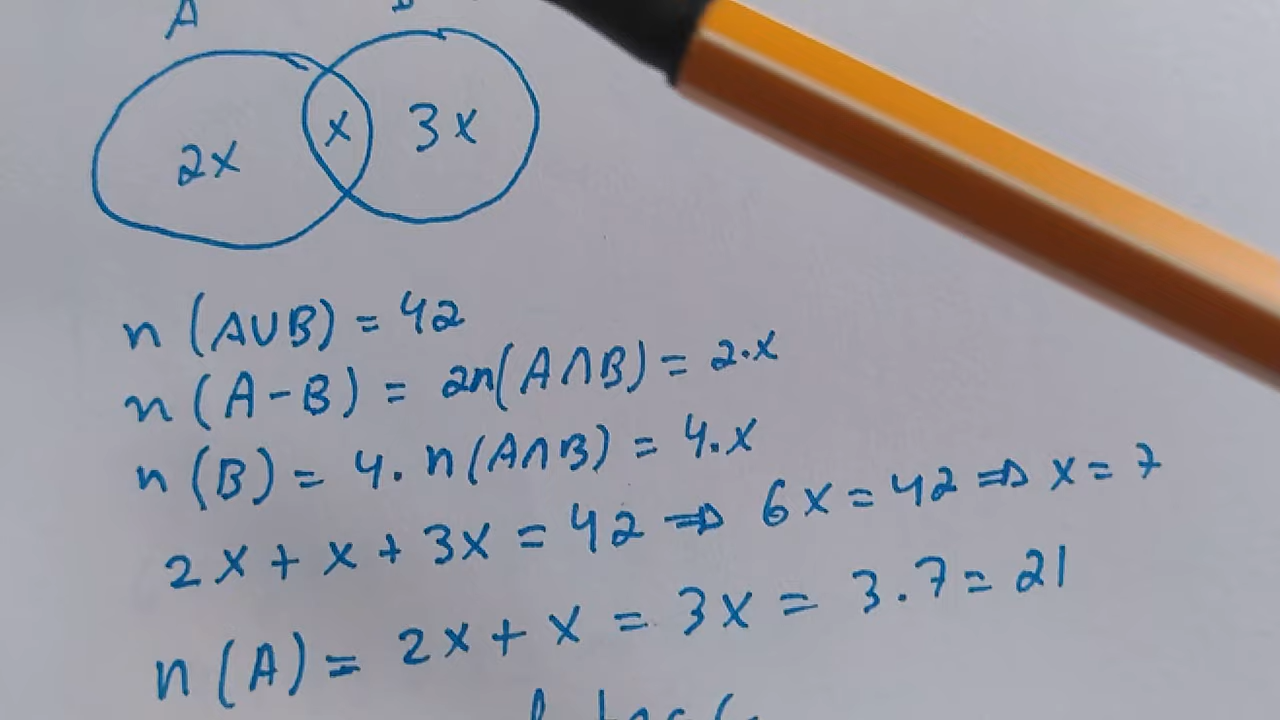 A
2x x 3x
n (A∪B) = 42
n (A-B) = 2n(A∩B) = 2.x
n (B) = 4. n(A∩B) = 4.x
2x + x + 3x = 42 ⇒ 6x = 42 ⇒ x = 7
n (A) = 2x + x = 3x = 3.7 = 21